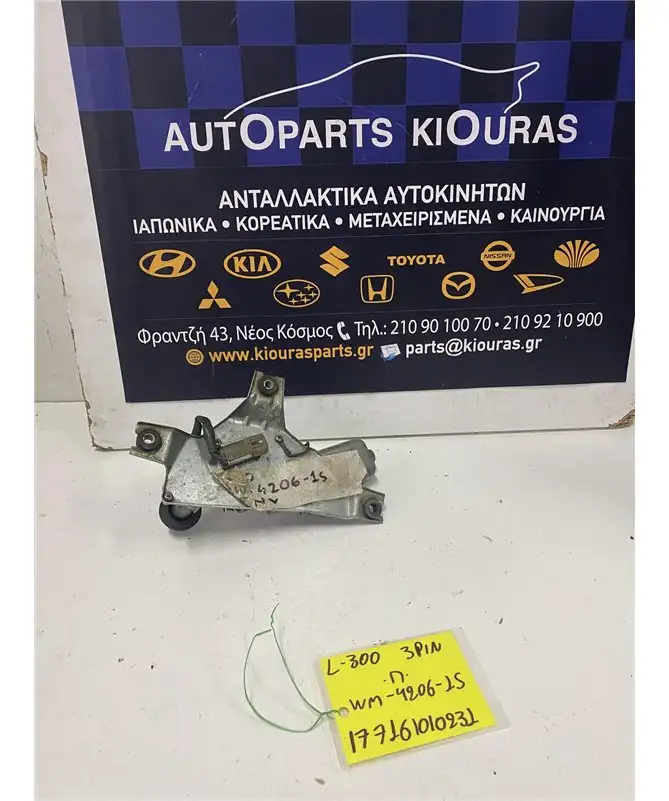 AUTOPARTS KIOURAS
ΑΝΤΑΛΛΑΚΤΙΚΑ ΑΥΤΟΚΙΝΗΤΩΝ
ΙΑΠΩΝΙΚΑ • ΚΟΡΕΑΤΙΚΑ • ΜΕΤΑΧΕΙΡΙΣΜΕΝΑ • ΚΑΙΝΟΥΡΓΙΑ
KIA TOYOTA NISSAN
Φραντζή 43, Νέος Κόσμος Τηλ.: 210 90 100 70 • 210 92 10 900
www.kiourasparts.gr parts@kiouras.gr
4206-1S
L-300 3PIN
.Π.
WM-4206-1S
177161010231